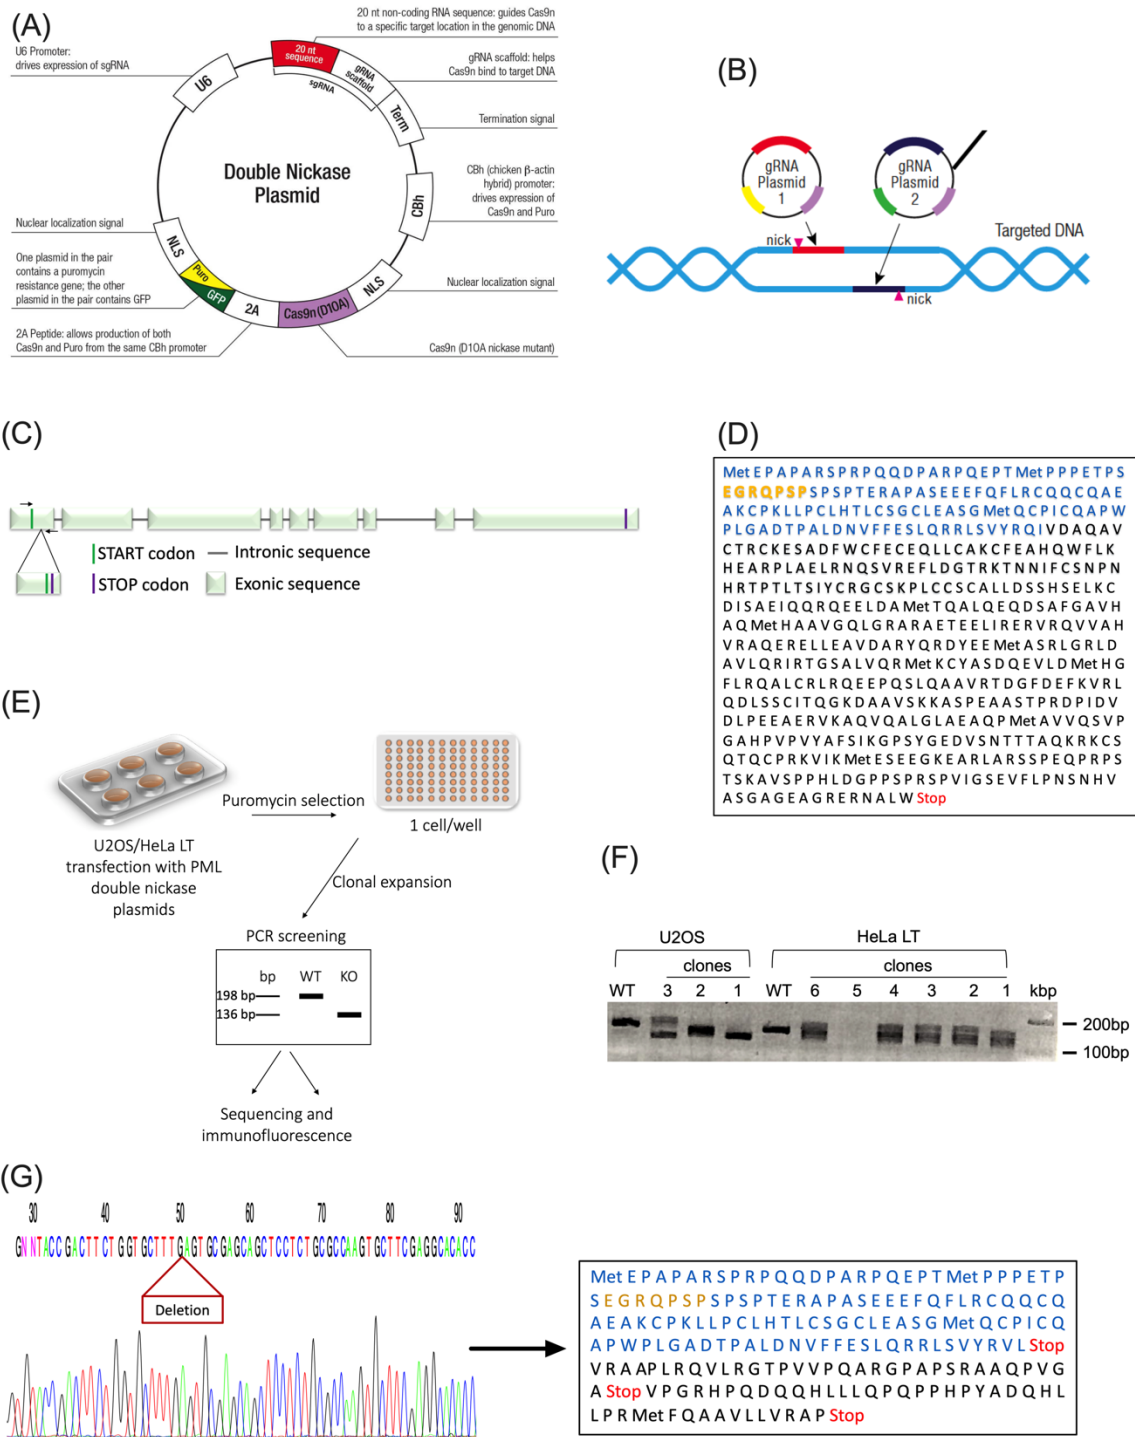 (A)
20 nt non-coding RNA sequence: guides Cas9n
to a specific target location in the genomic DNA
U6 Promoter:
drives expression of sgRNA
gRNA scaffold: helps
Cas9n bind to target DNA
Termination signal
CBh (chicken β-actin
hybrid) promoter:
drives expression of
Cas9n and Puro
Nuclear localization signal
Cas9n (D10A nickase mutant)
Nuclear localization signal
One plasmid in the pair
contains a puromycin
resistance gene; the other
plasmid in the pair contains GFP
2A Peptide: allows production of both
Cas9n and Puro from the same CBh promoter
U6
20 nt
sequence
gRNA
scaffold
sgRNA
Term
CBh
NLS
Cas9n (D10A)
2A
GFP
Puro
NLS
Double Nickase
Plasmid
(B)
gRNA
Plasmid
1
gRNA
Plasmid
2
nick
Targeted DNA
nick
(C)
START codon
Intronic sequence
STOP codon
Exonic sequence
(D)
Met E P A P A R S P R P Q Q D P A R P Q E P T Met P P P E T P S
E G R Q P S P S P S P T E R A P A S E E E F Q F L R C Q Q C Q A E
A K C P K L L P C L H T L C S G C L E A S G Met Q C P I C Q A P W
P L G A D T P A L D N V F F E S L Q R R L S V Y R Q I V D A Q A V
C T R C K E S A D F W C F E C E Q L L C A K C F E A H Q W F L K
H E A R P L A E L R N Q S V R E F L D G T R K T N N I F C S N P N
H R T P T L T S I Y C R G C S K P L C C S C A L L D S S H S E L K C
D I S A E I Q Q R Q E E L D A Met T Q A L Q E Q D S A F G A V H
A Q Met H A A V G Q L G R A R A E T E E L I R E R V R Q V V A H
V R A Q E R E L L E A V D A R Y Q R D Y E E Met A S R L G R L D
A V L Q R I R T G S A L V Q R Met K C Y A S D Q E V L D Met H G
F L R Q A L C R L R Q E E P Q S L Q A A V R T D G F D E F K V R L
Q D L S S C I T Q G K D A A V S K K A S P E A A S T P R D P I D V
D L P E E A E R V K A Q V Q A L G L A E A Q P Met A V V Q S V P
G A H P V P V Y A F S I K G P S Y G E D V S N T T T A Q K R K C S
Q T Q C P R K V I K Met E S E E G K E A R L A R S S P E Q P R P S
T S K A V S P P H L D G P P S P R S P V I G S E V F L P N S N H V
A S G A G E A G R E R N A L W Stop
(E)
U2OS/HeLa LT
transfection with PML
double nickase
plasmids
Puromycin selection
1 cell/well
Clonal expansion
PCR screening
bp WT KO
198 bp
136 bp
Sequencing and
immunofluorescence
(F)
U2OS HeLa LT
clones clones
WT 3 2 1 WT 6 5 4 3 2 1 kbp
200bp
100bp
(G)
30 40 50 60 70 80 90
GNNTACCGACTTCTGGTGCTTTGAGTGCGAGCAGCTCCTCTGCGCCAAGTGCTTCGAGGCACACC
Deletion
Met E P A P A R S P R P Q Q D P A R P Q E P T Met P P P E T P
S E G R Q P S P S P S P T E R A P A S E E E F Q F L R C Q Q C Q
A E A K C P K L L P C L H T L C S G C L E A S G Met Q C P I C Q
A P W P L G A D T P A L D N V F F E S L Q R R L S V Y R V L Stop
V R A A P L R Q V L R G T P V V P Q A R G P A P S R A A Q P V G
A Stop V P G R H P Q D Q Q H L L L Q P Q P P H P Y A D Q H L
L P R Met F Q A A V L L V R A P Stop